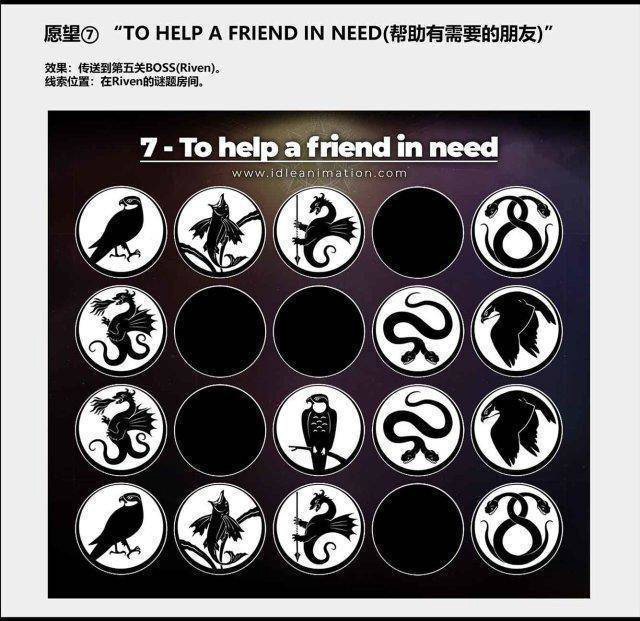 愿望⑦ “TO HELP A FRIEND IN NEED(帮助有需要的朋友)”
效果：传送到第五关BOSS(Riven)。
线索位置：在Riven的谜题房间。
7 - To help a friend in need
www.idleanimation.com